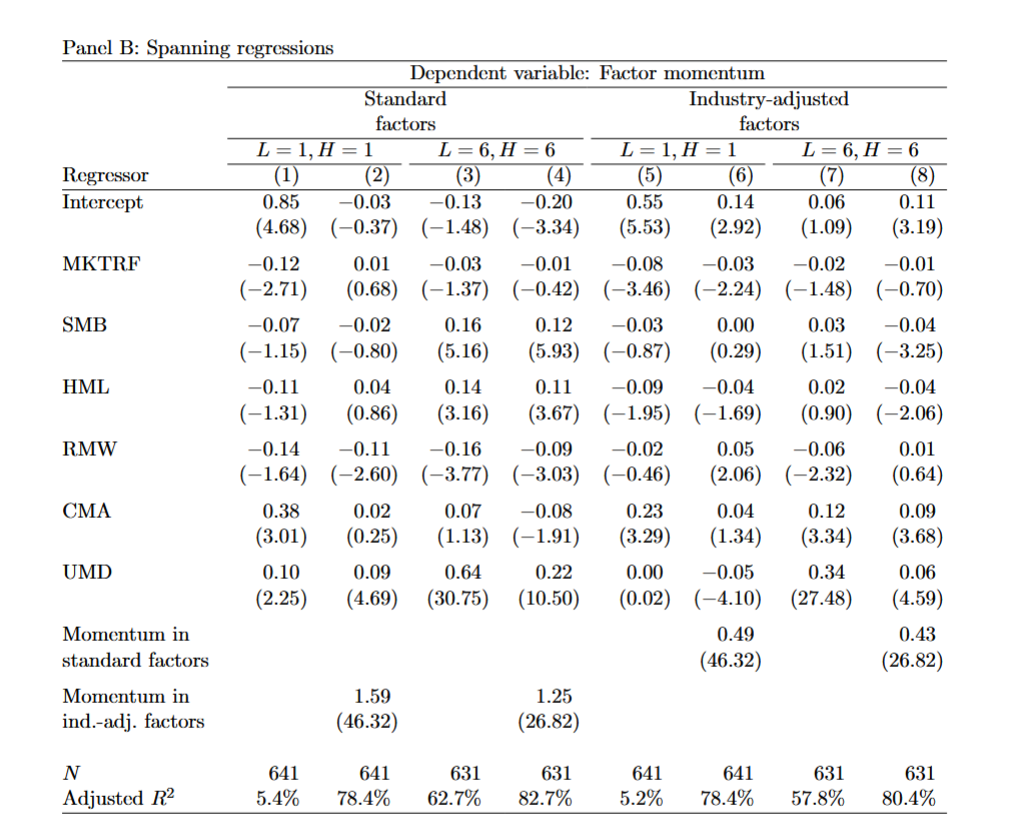 Panel B: Spanning regressions
Dependent variable: Factor momentum
Standard Industry-adjusted
factors factors
L = 1, H = 1 L = 6, H = 6 L = 1, H = 1 L = 6, H = 6
Regressor (1) (2) (3) (4) (5) (6) (7) (8)
Intercept 0.85 −0.03 −0.13 −0.20 0.55 0.14 0.06 0.11
(4.68) (−0.37) (−1.48) (−3.34) (5.53) (2.92) (1.09) (3.19)
MKTRF −0.12 0.01 −0.03 −0.01 −0.08 −0.03 −0.02 −0.01
(−2.71) (0.68) (−1.37) (−0.42) (−3.46) (−2.24) (−1.48) (−0.70)
SMB −0.07 −0.02 0.16 0.12 −0.03 0.00 0.03 −0.04
(−1.15) (−0.80) (5.16) (5.93) (−0.87) (0.29) (1.51) (−3.25)
HML −0.11 0.04 0.14 0.11 −0.09 −0.04 0.02 −0.04
(−1.31) (0.86) (3.16) (3.67) (−1.95) (−1.69) (0.90) (−2.06)
RMW −0.14 −0.11 −0.16 −0.09 −0.02 0.05 −0.06 0.01
(−1.64) (−2.60) (−3.77) (−3.03) (−0.46) (2.06) (−2.32) (0.64)
CMA 0.38 0.02 0.07 −0.08 0.23 0.04 0.12 0.09
(3.01) (0.25) (1.13) (−1.91) (3.29) (1.34) (3.34) (3.68)
UMD 0.10 0.09 0.64 0.22 0.00 −0.05 0.34 0.06
(2.25) (4.69) (30.75) (10.50) (0.02) (−4.10) (27.48) (4.59)
Momentum in 0.49 0.43
standard factors (46.32) (26.82)
Momentum in 1.59 1.25
ind.-adj. factors (46.32) (26.82)
N 641 641 631 631 641 641 631 631
Adjusted R² 5.4% 78.4% 62.7% 82.7% 5.2% 78.4% 57.8% 80.4%